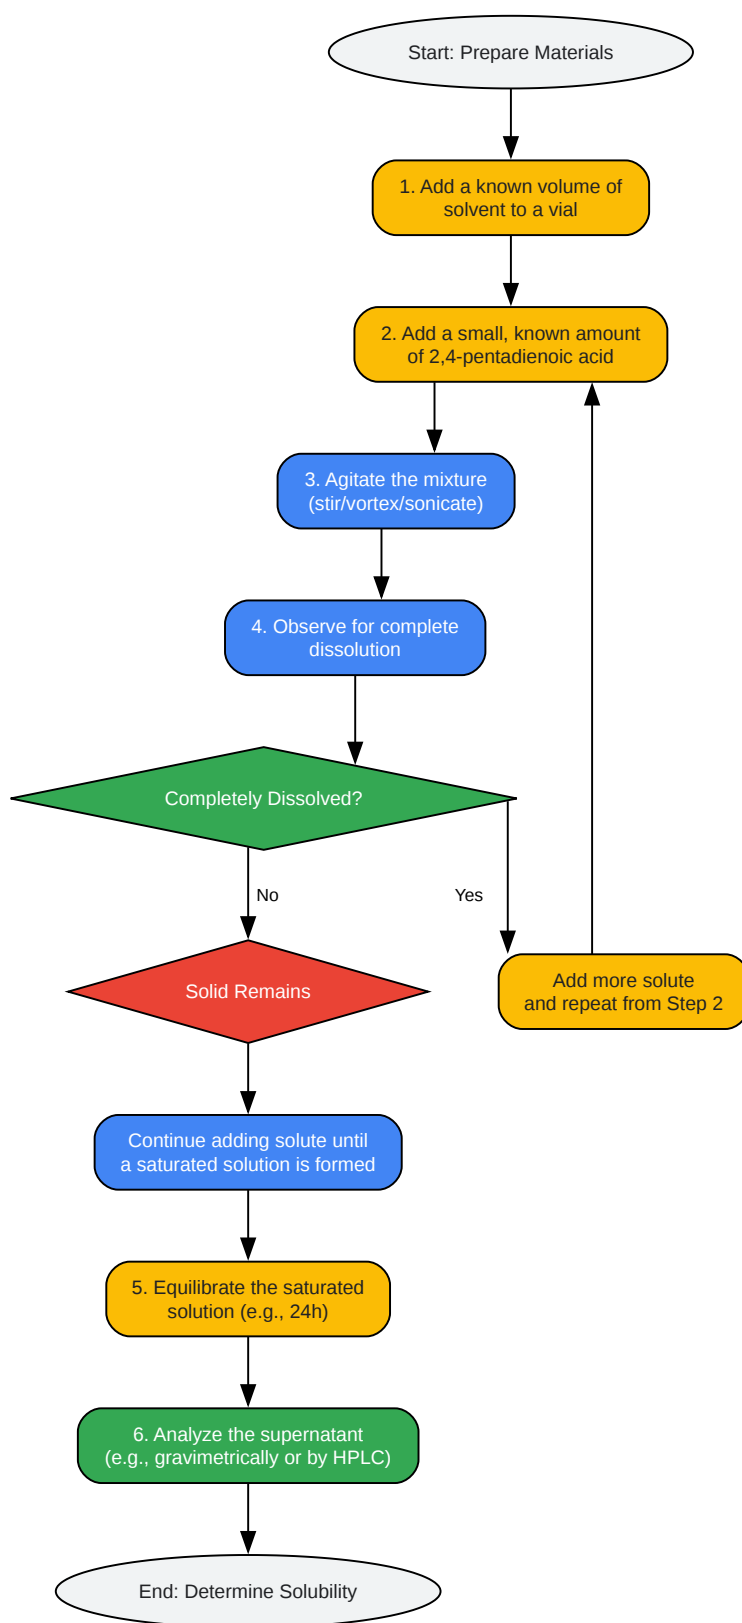 Start: Prepare Materials
1. Add a known volume of
solvent to a vial
2. Add a small, known amount
of 2,4-pentadienoic acid
3. Agitate the mixture
(stir/vortex/sonicate)
4. Observe for complete
dissolution
Completely Dissolved?
No
Yes
Solid Remains
Add more solute
and repeat from Step 2
Continue adding solute until
a saturated solution is formed
5. Equilibrate the saturated
solution (e.g., 24h)
6. Analyze the supernatant
(e.g., gravimetrically or by HPLC)
End: Determine Solubility